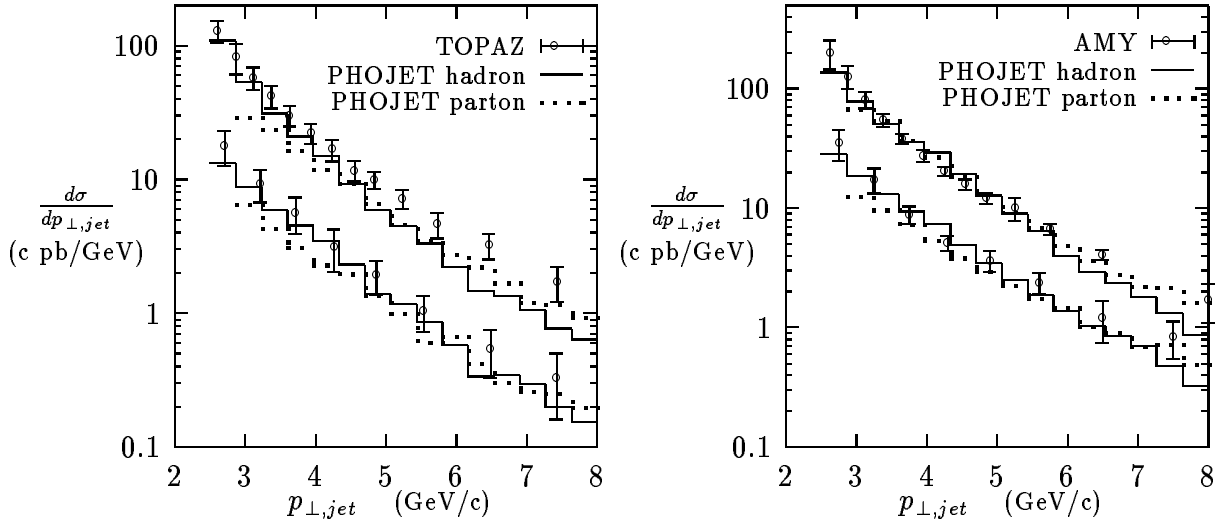 100
10
1
0.1
2 3 4 5 6 7 8
dσ
dp⊥,jet
(c pb/GeV)
p⊥,jet (GeV/c)
TOPAZ
PHOJET hadron
PHOJET parton
100
10
1
0.1
2 3 4 5 6 7 8
dσ
dp⊥,jet
(c pb/GeV)
p⊥,jet (GeV/c)
AMY
PHOJET hadron
PHOJET parton